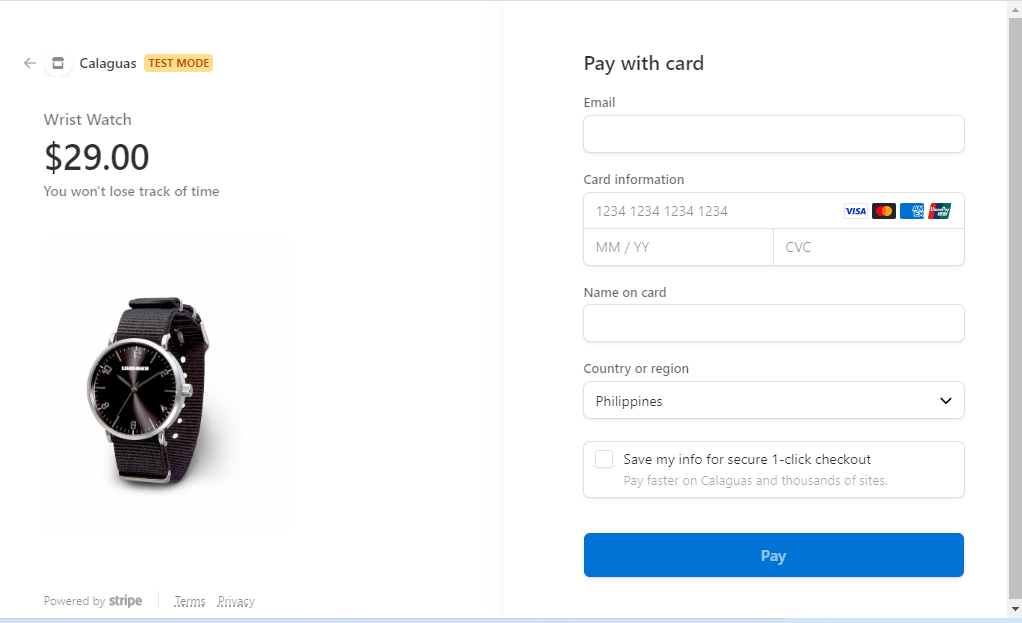 Calaguas TEST MODE
Wrist Watch
$29.00
You won't lose track of time
LIEBHERR
Powered by stripe
Terms Privacy
Pay with card
Email
Card information
1234 1234 1234 1234 VISA
MM / YY CVC
Name on card
Country or region
Philippines
Save my info for secure 1-click checkout
Pay faster on Calaguas and thousands of sites.
Pay